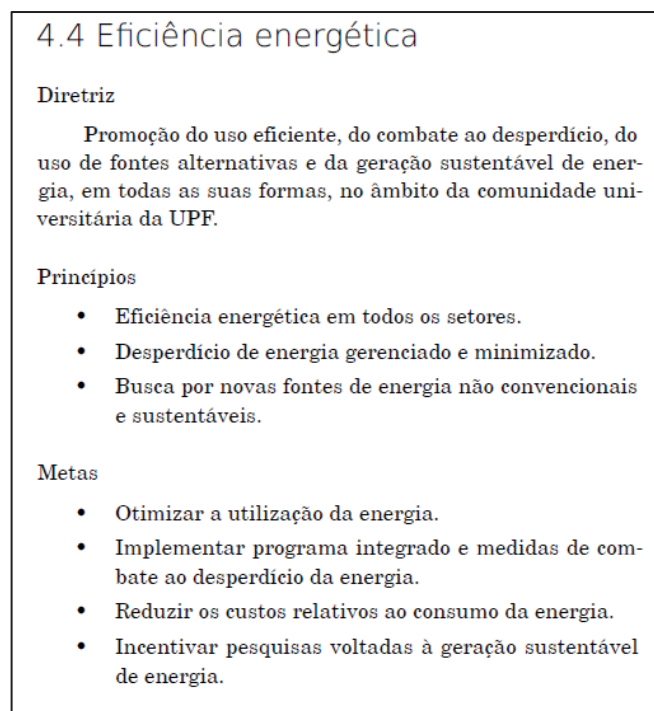 4.4 Eficiência energética
Diretriz
Promoção do uso eficiente, do combate ao desperdício, do
uso de fontes alternativas e da geração sustentável de ener-
gia, em todas as suas formas, no âmbito da comunidade uni-
versitária da UPF.
Princípios
• Eficiência energética em todos os setores.
• Desperdício de energia gerenciado e minimizado.
• Busca por novas fontes de energia não convencionais
e sustentáveis.
Metas
• Otimizar a utilização da energia.
• Implementar programa integrado e medidas de com-
bate ao desperdício da energia.
• Reduzir os custos relativos ao consumo da energia.
• Incentivar pesquisas voltadas à geração sustentável
de energia.